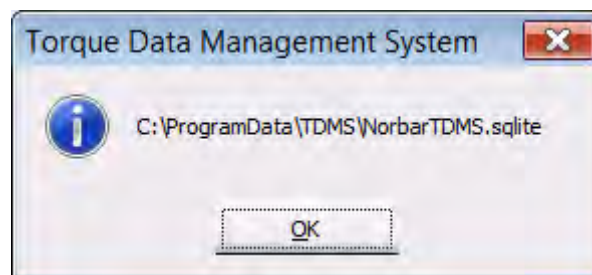 Torque Data Management System
C:\ProgramData\TDMS\NorbarTDMS.sqlite
OK